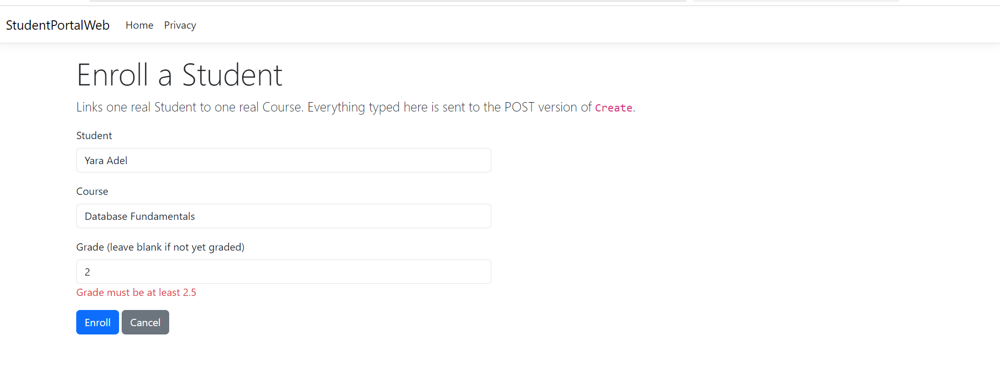 StudentPortalWeb Home Privacy
Enroll a Student
Links one real Student to one real Course. Everything typed here is sent to the POST version of Create.
Student
Yara Adel
Course
Database Fundamentals
Grade (leave blank if not yet graded)
2
Grade must be at least 2.5
Enroll Cancel